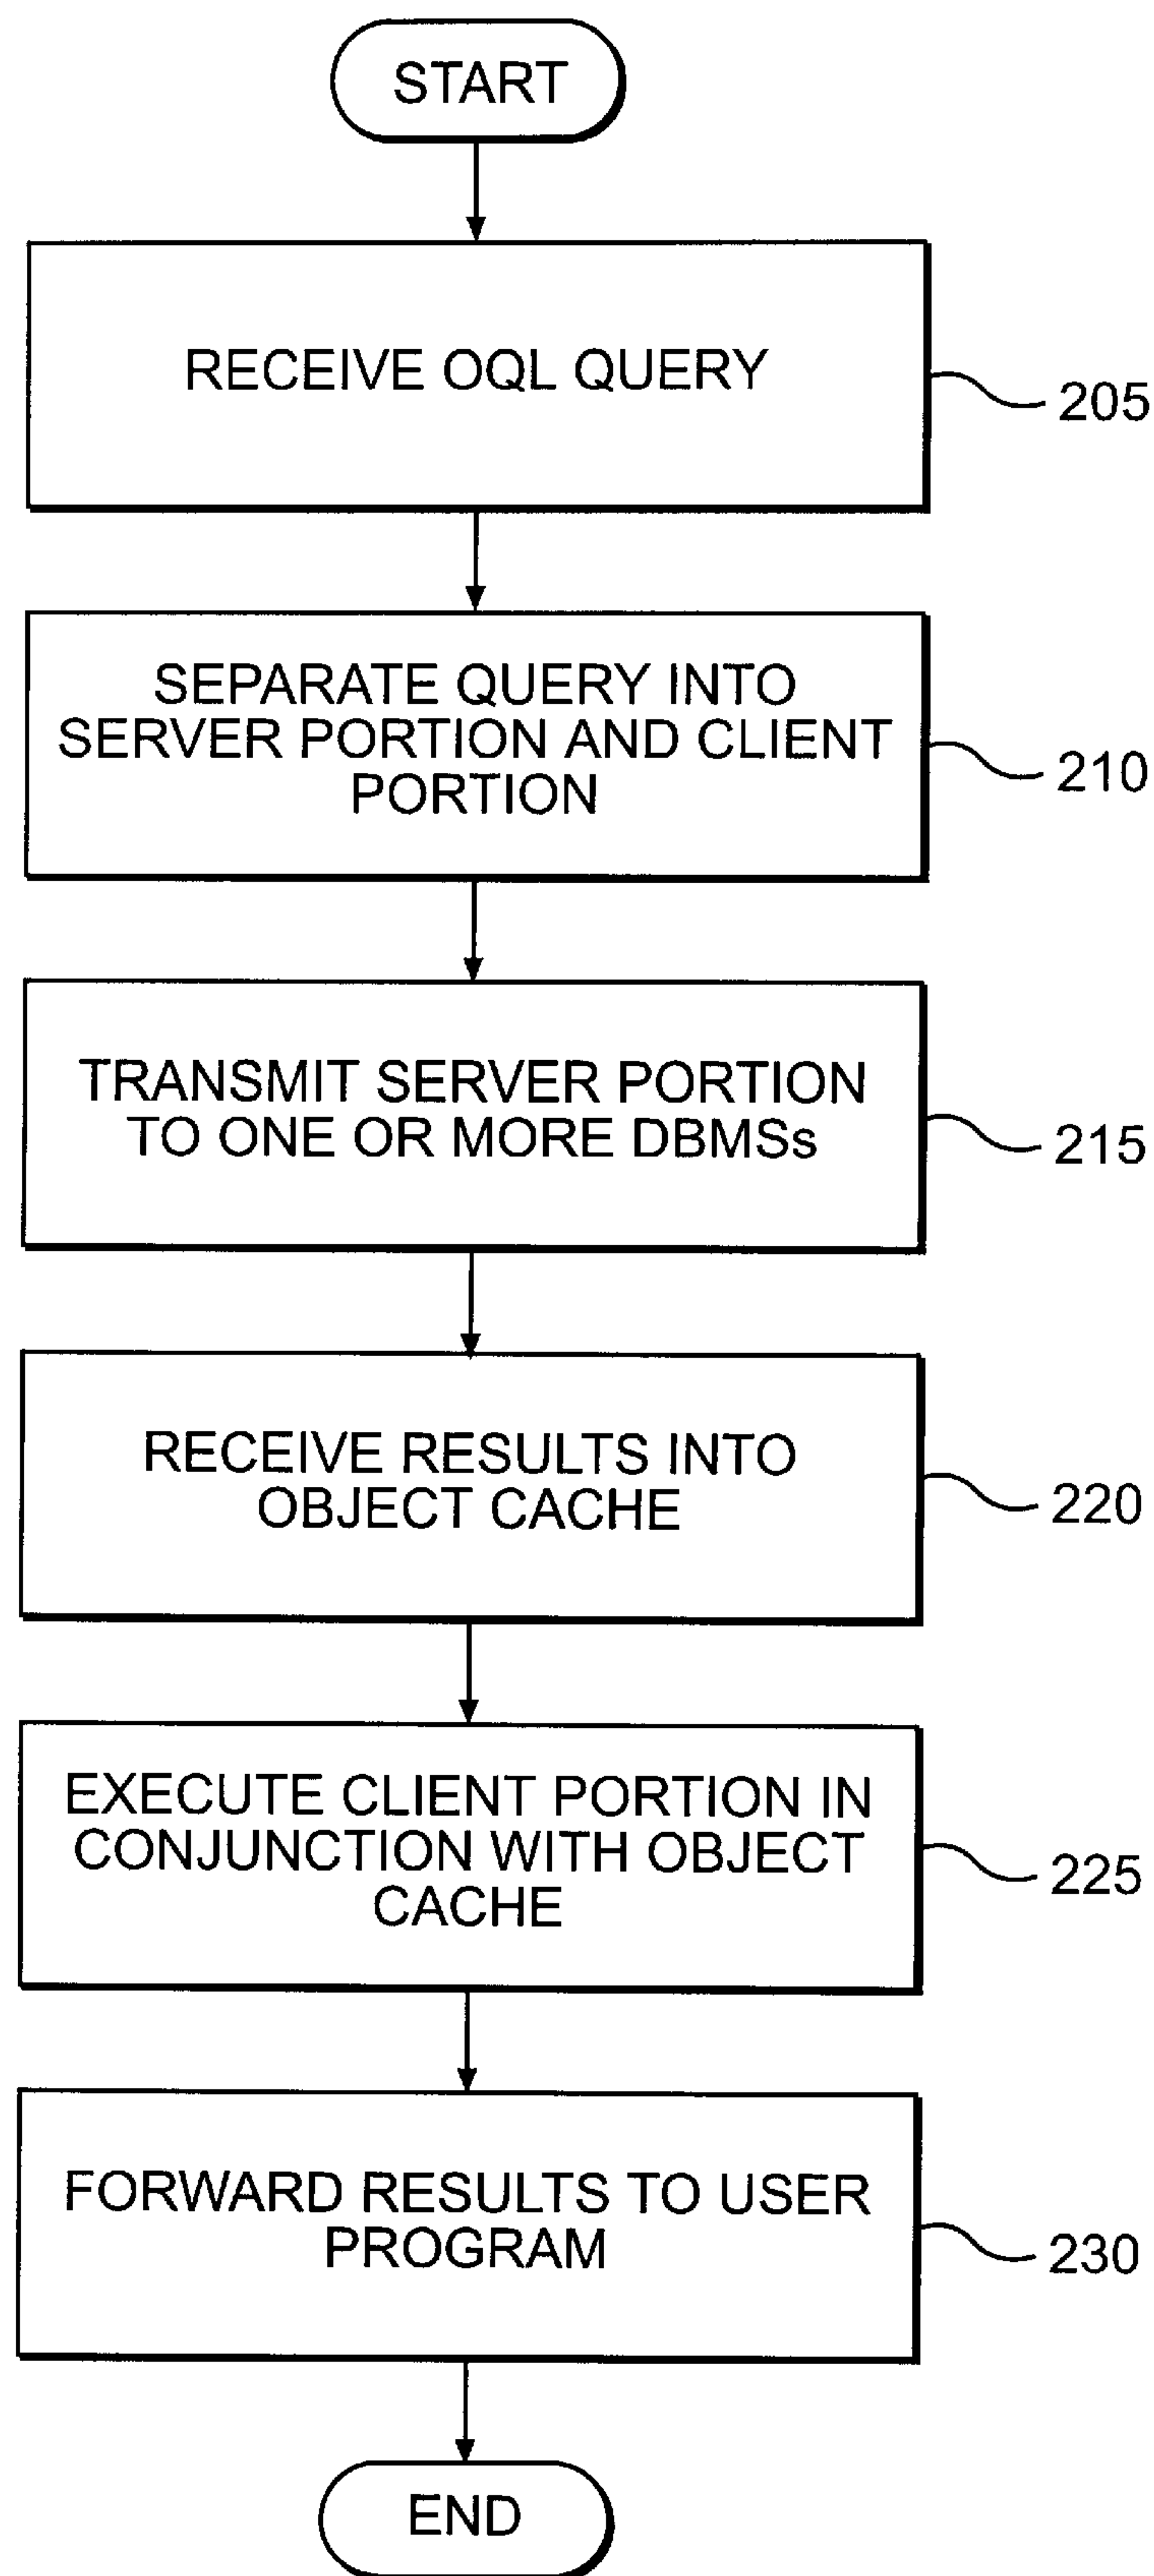 START
RECEIVE OQL QUERY
205
SEPARATE QUERY INTO
SERVER PORTION AND CLIENT
PORTION
210
TRANSMIT SERVER PORTION
TO ONE OR MORE DBMSs
215
RECEIVE RESULTS INTO
OBJECT CACHE
220
EXECUTE CLIENT PORTION IN
CONJUNCTION WITH OBJECT
CACHE
225
FORWARD RESULTS TO USER
PROGRAM
230
END